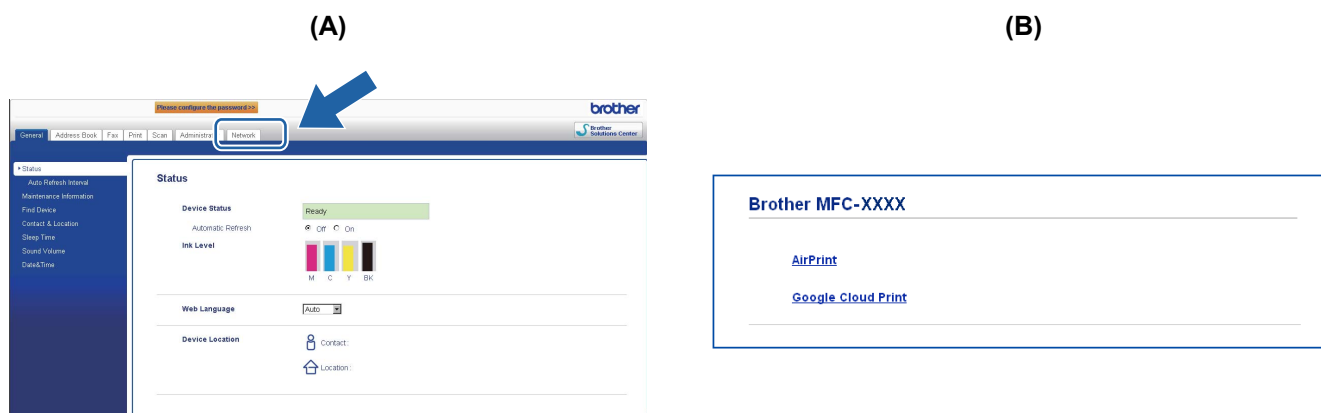 (A)
(B)
Please configure the password>>
brother
General Address Book Fax Print Scan Administrat Network
Brother
Solutions Center
Status
Auto Refresh Interval
Maintenance Information
Find Device
Contact & Location
Sleep Time
Sound Volume
Date&Time
Status
Device Status Ready
Automatic Refresh Off On
Ink Level
M C Y BK
Web Language Auto
Device Location Contact :
Location :
Brother MFC-XXXX
AirPrint
Google Cloud Print